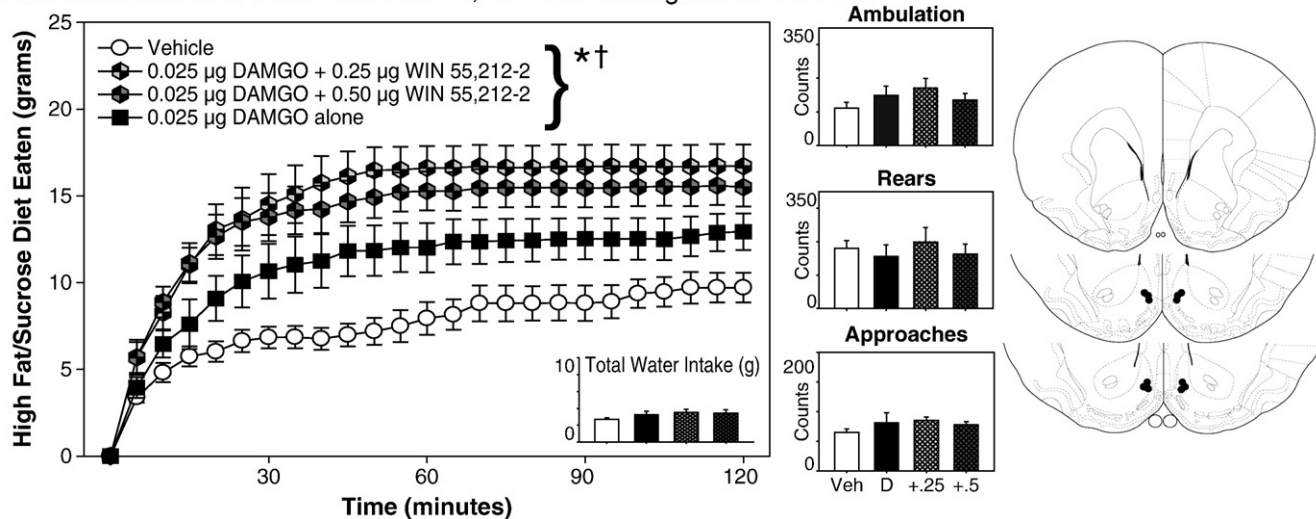 High Fat/Sucrose Diet Eaten (grams)
25
20
15
10
5
0
Vehicle
0.025 µg DAMGO + 0.25 µg WIN 55,212-2
0.025 µg DAMGO + 0.50 µg WIN 55,212-2
0.025 µg DAMGO alone
*†
Total Water Intake (g)
10
0
30
60
90
120
Time (minutes)
Ambulation
350
Counts
0
Rears
350
Counts
0
Approaches
200
Counts
0
Veh D +.25 +.5